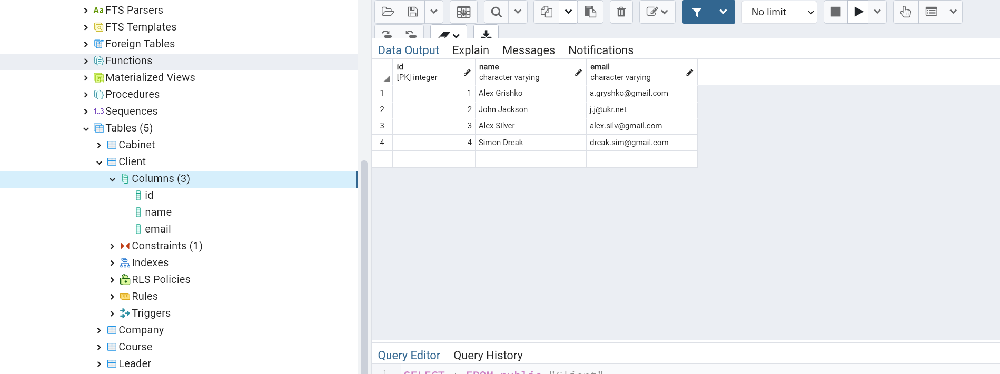 FTS Parsers
FTS Templates
Foreign Tables
Functions
Materialized Views
Procedures
1..3 Sequences
Tables (5)
Cabinet
Client
Columns (3)
id
name
email
Constraints (1)
Indexes
RLS Policies
Rules
Triggers
Company
Course
Leader
No limit
Data Output Explain Messages Notifications
id name email
[PK] integer character varying character varying
1 1 Alex Grishko a.gryshko@gmail.com
2 2 John Jackson j.j@ukr.net
3 3 Alex Silver alex.silv@gmail.com
4 4 Simon Dreak dreak.sim@gmail.com
Query Editor Query History
1 SELECT * FROM public."Client"